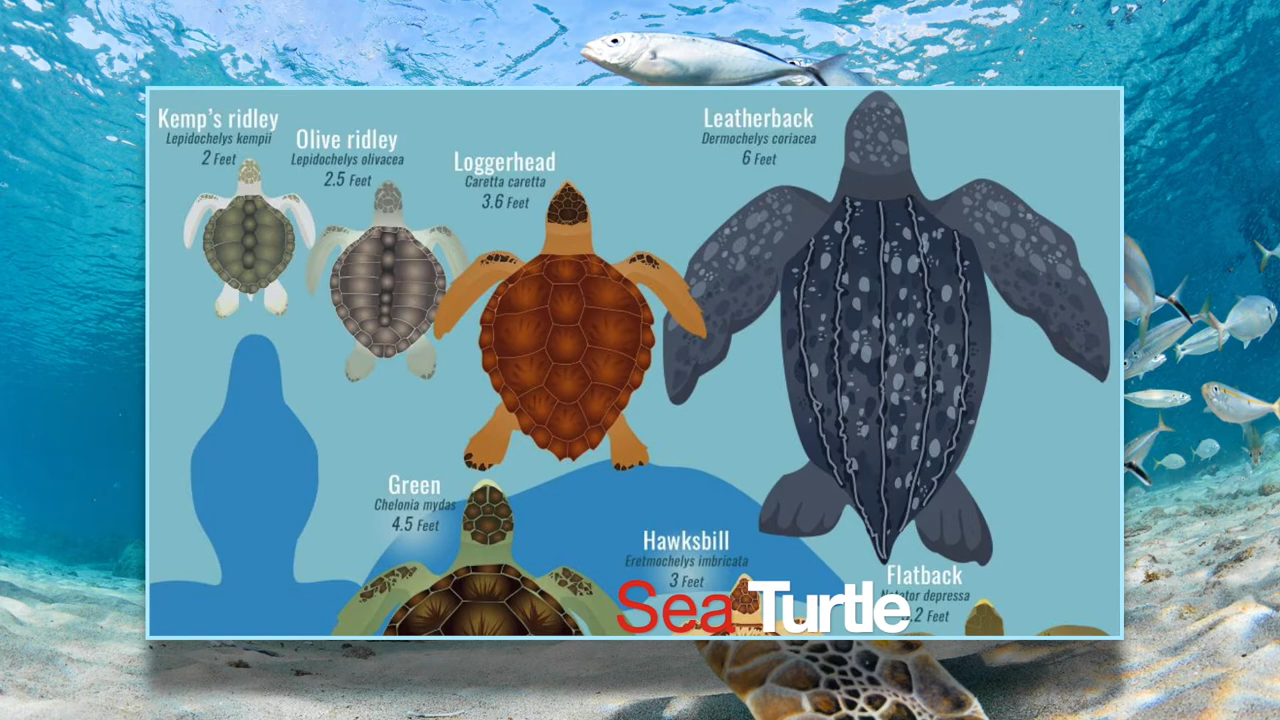 Kemp's ridley
Lepidochelys kempii
2 Feet
Olive ridley
Lepidochelys olivacea
2.5 Feet
Loggerhead
Caretta caretta
3.6 Feet
Leatherback
Dermochelys coriacea
6 Feet
Green
Chelonia mydas
4.5 Feet
Hawksbill
Eretmochelys imbricata
3 Feet
Flatback
depressa
Feet
Sea Turtle